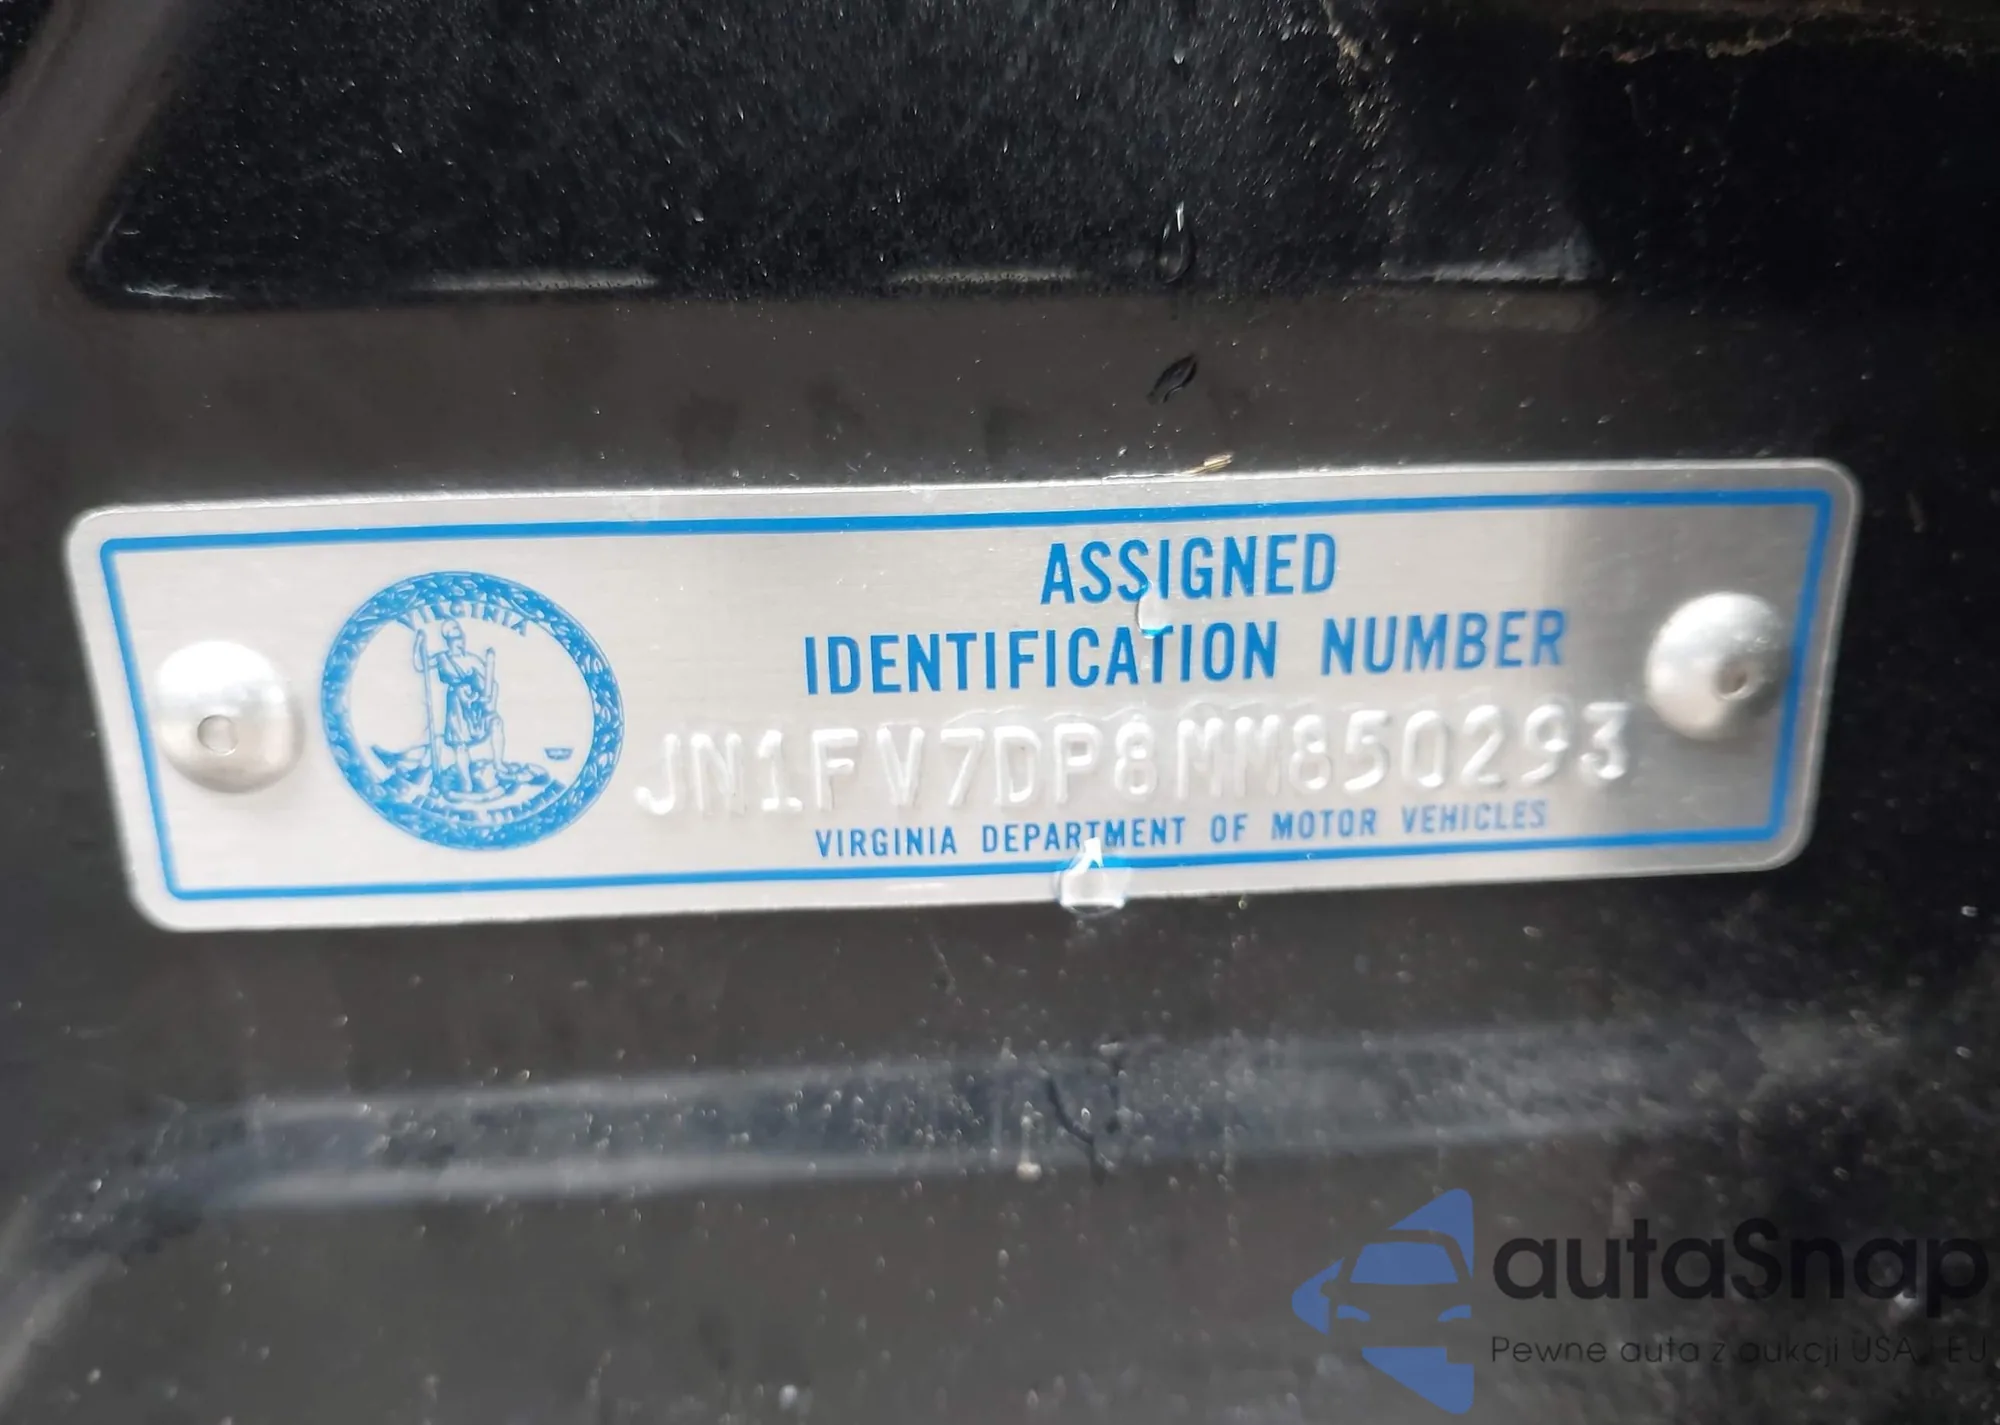 ASSIGNED
IDENTIFICATION NUMBER
JN1FV7DP8MM850293
VIRGINIA DEPARTMENT OF MOTOR VEHICLES
VIRGINIA
autaSnap
Pewne auta z aukcji USA EU